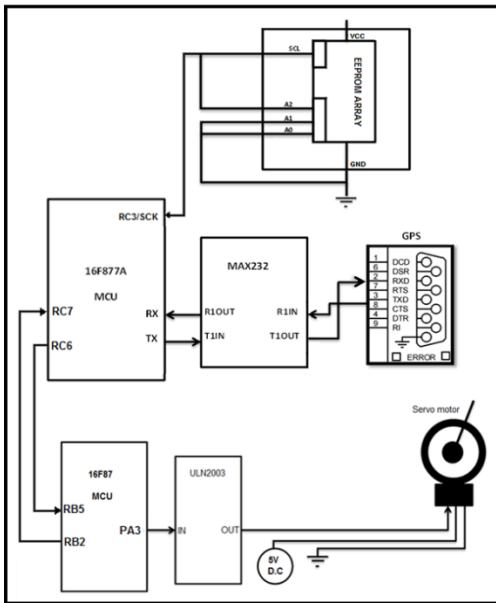 VCC
SCL
EEPROM ARRAY
A2
A1
A0
GND
RC3/SCK
16F877A
MCU
RC7
RC6
RX
TX
MAX232
R1OUT
R1IN
T1IN
T1OUT
GPS
1 DCD
6 DSR
2 RXD
7 RTS
3 TXD
8 CTS
4 DTR
9 RI
ERROR
Servo motor
16F87
MCU
RB5
RB2
PA3
ULN2003
IN
OUT
5V
D.C